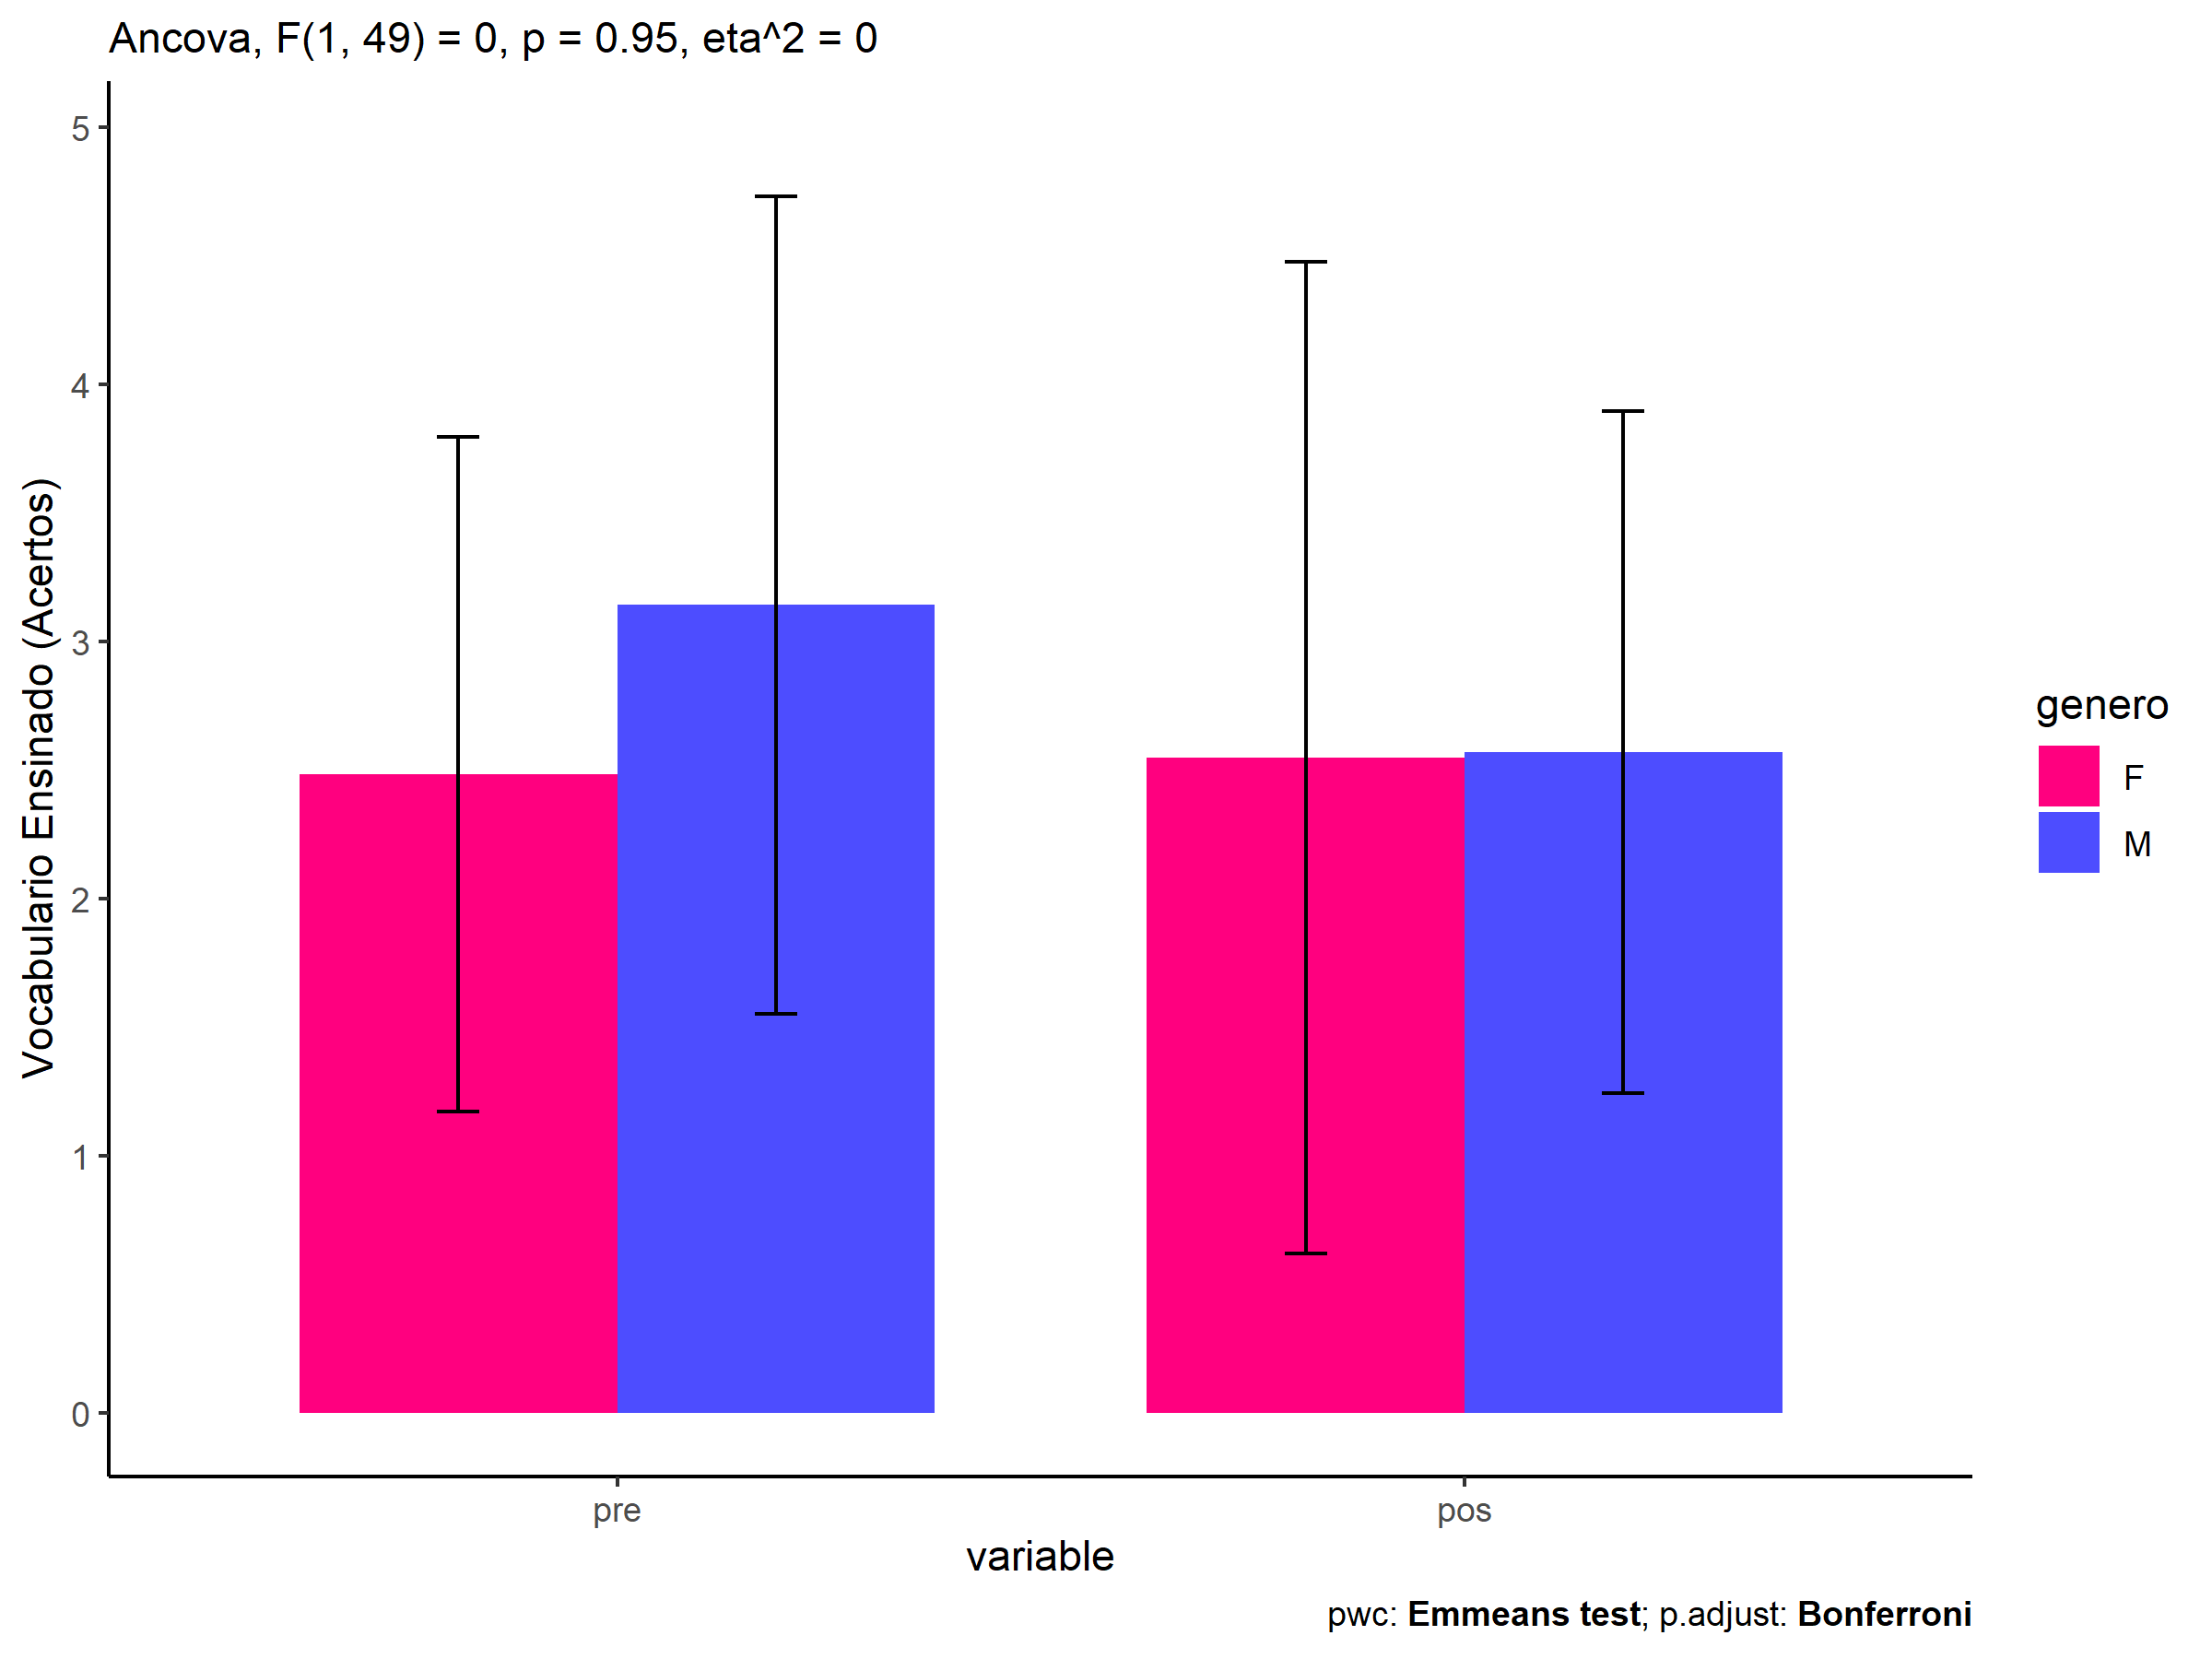 Ancova, F(1, 49) = 0, p = 0.95, eta^2 = 0
Vocabulario Ensinado (Acertos)
5
4
3
2
1
0
pre
pos
variable
genero
F
M
pwc: Emmeans test; p.adjust: Bonferroni